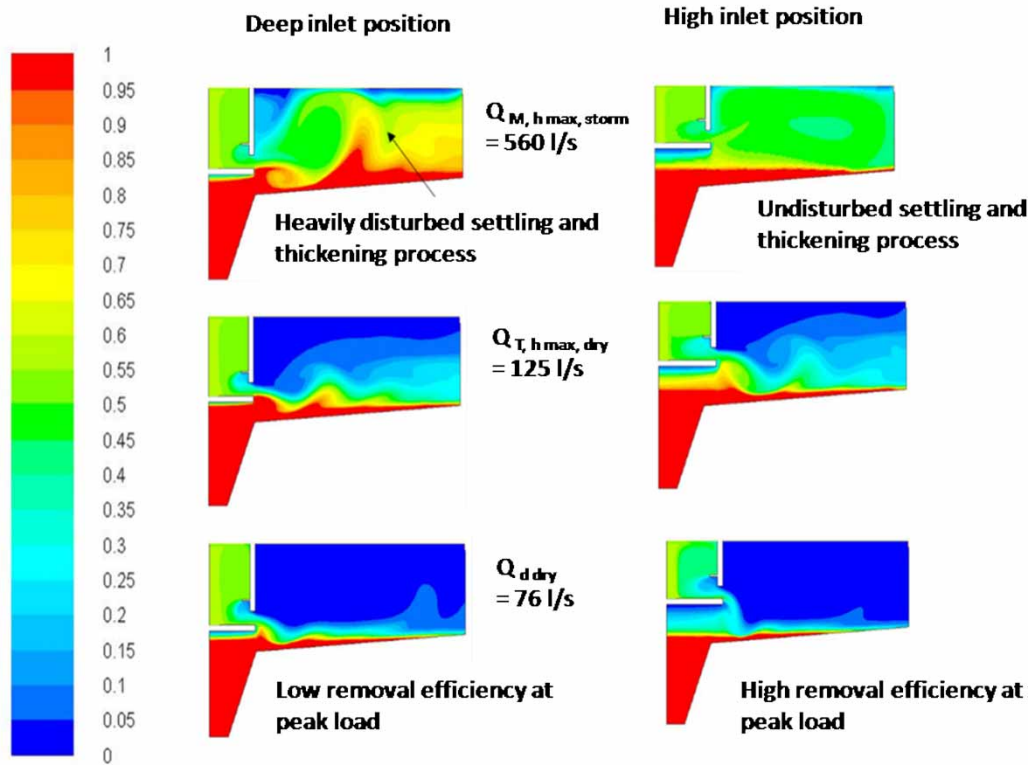 Deep inlet position
High inlet position
1
0.95
0.9
0.85
0.8
0.75
0.7
0.65
0.6
0.55
0.5
0.45
0.4
0.35
0.3
0.25
0.2
0.15
0.1
0.05
0
Q M, h max, storm
= 560 l/s
Heavily disturbed settling and
thickening process
Undisturbed settling and
thickening process
Q T, h max, dry
= 125 l/s
Q d dry
= 76 l/s
Low removal efficiency at
peak load
High removal efficiency at
peak load